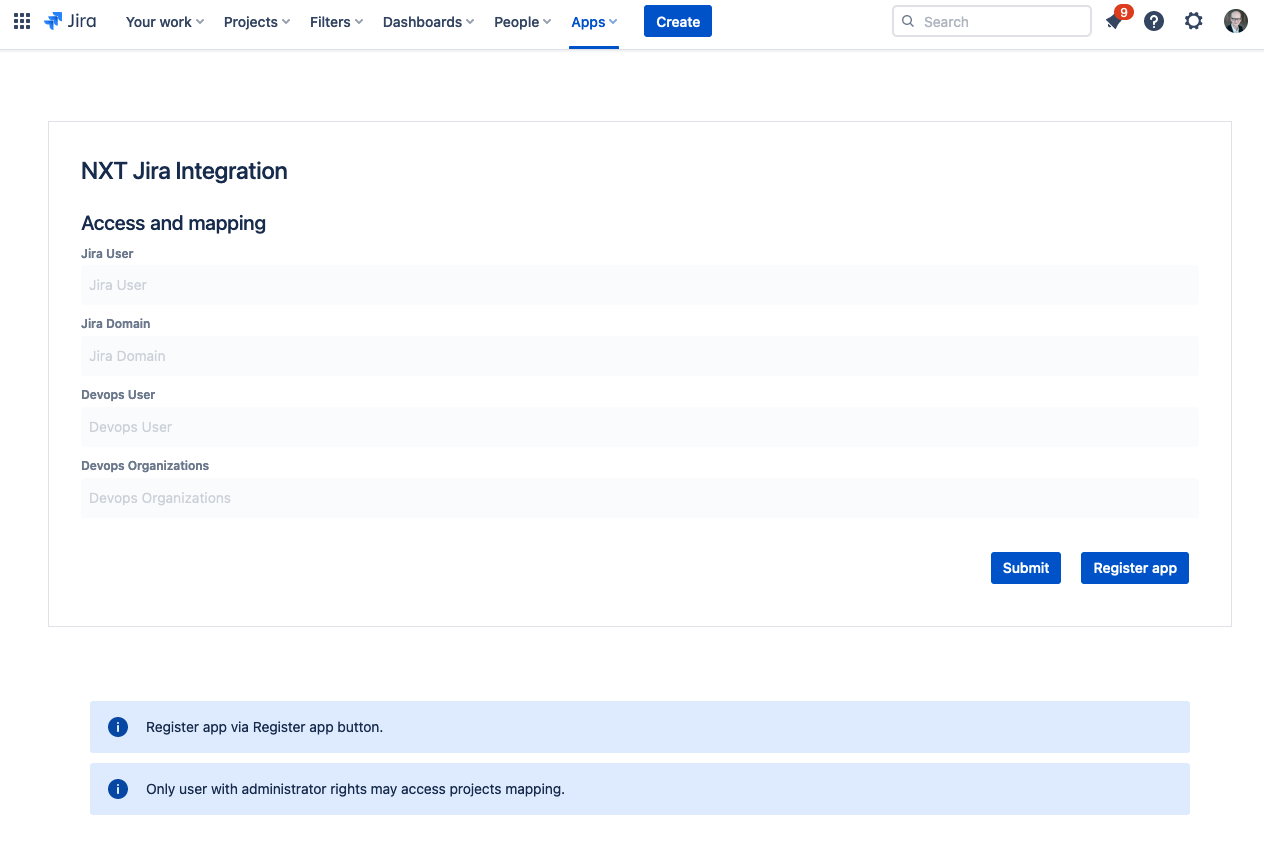 Jira Your work Projects Filters Dashboards People Apps Create Search 9 ?
NXT Jira Integration
Access and mapping
Jira User
Jira User
Jira Domain
Jira Domain
Devops User
Devops User
Devops Organizations
Devops Organizations
Submit Register app
Register app via Register app button.
Only user with administrator rights may access projects mapping.